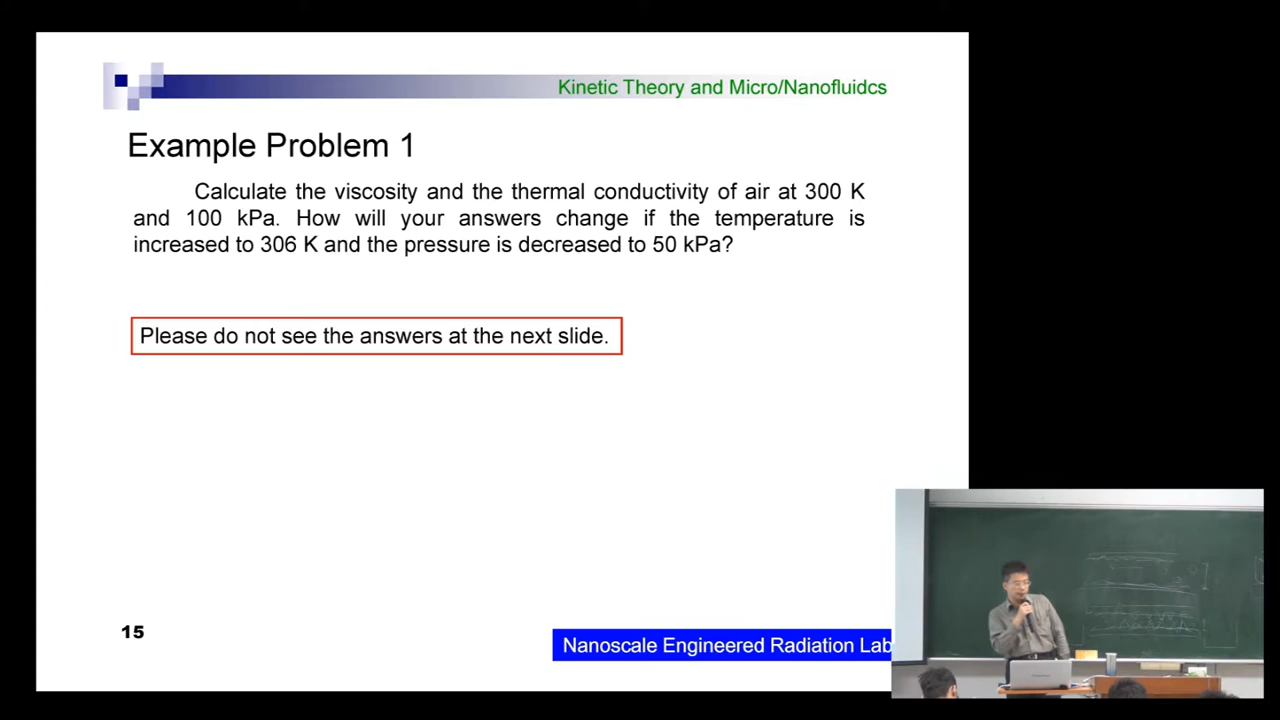 Kinetic Theory and Micro/Nanofluidcs
Example Problem 1
Calculate the viscosity and the thermal conductivity of air at 300 K
and 100 kPa. How will your answers change if the temperature is
increased to 306 K and the pressure is decreased to 50 kPa?
Please do not see the answers at the next slide.
15
Nanoscale Engineered Radiation Lab